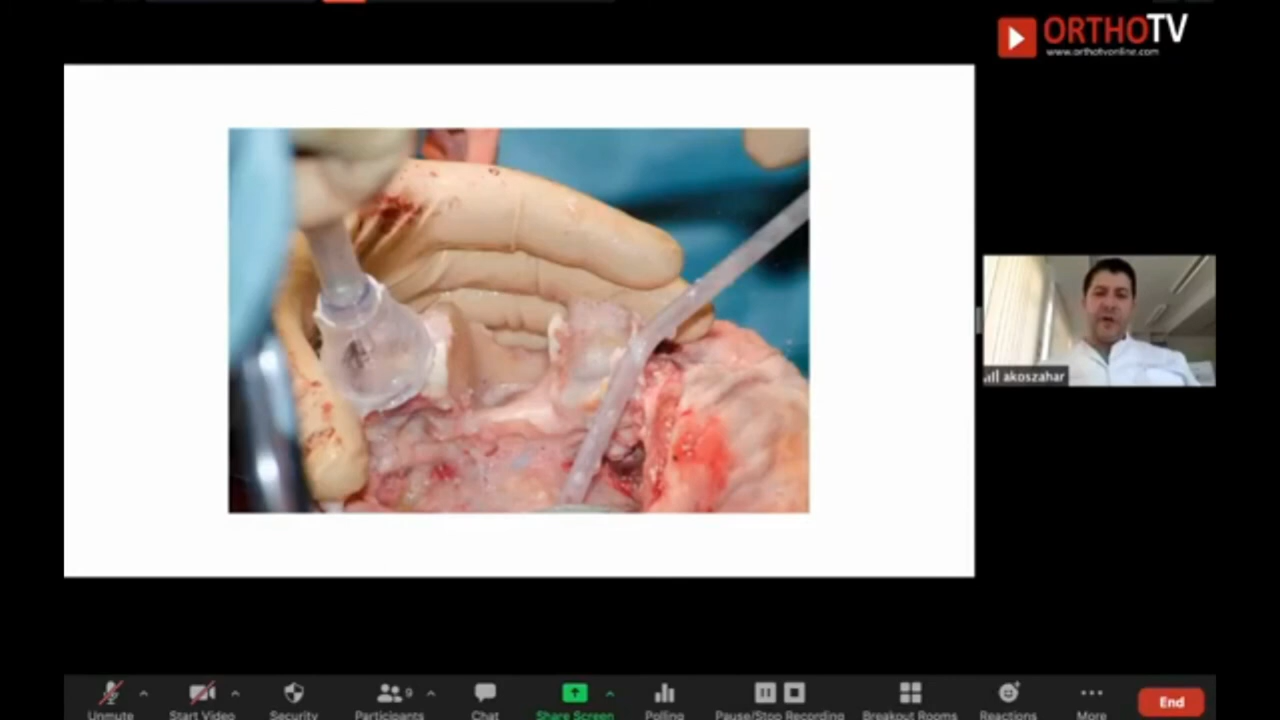 ORTHOTV
www.orthotvonline.com
akoszahar
9
Unmute
Start Video
Security
Participants
Chat
Share Screen
Polling
Pause/Stop Recording
Breakout Rooms
Reactions
More
End